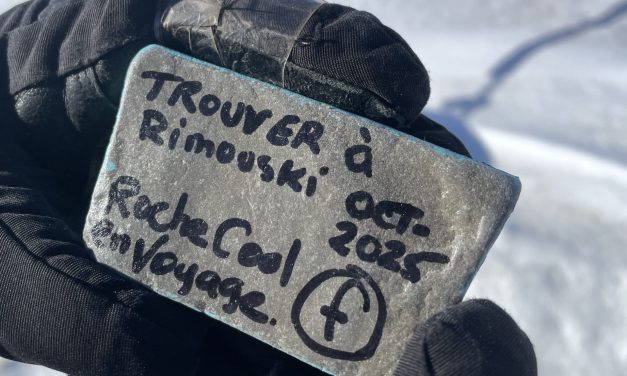 TROUVER à
Rimouski OCT-
2025
Roche Cool
en Voyage.
f